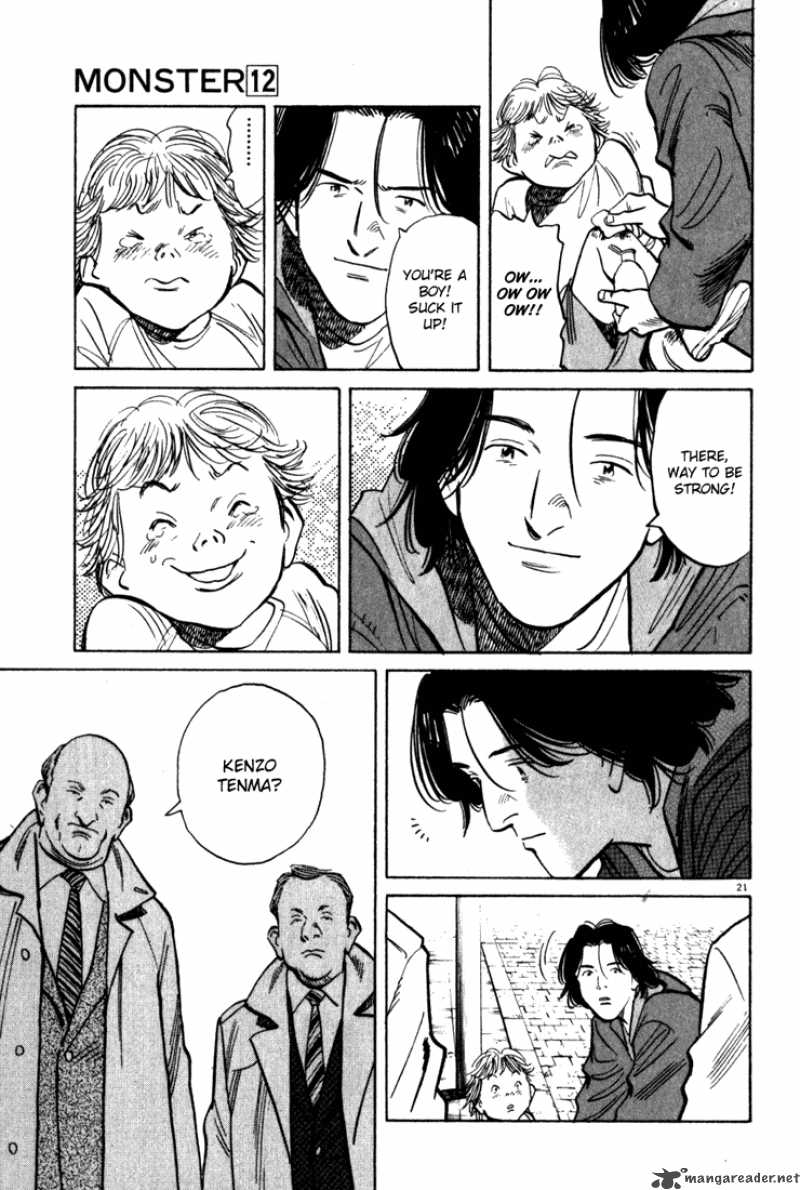 MONSTER 12
OW...
OW OW
OW!!
YOU'RE A
BOY!
SUCK IT
UP!
.........
THERE,
WAY TO BE
STRONG!
21
KENZO
TENMA?
mangareader.net